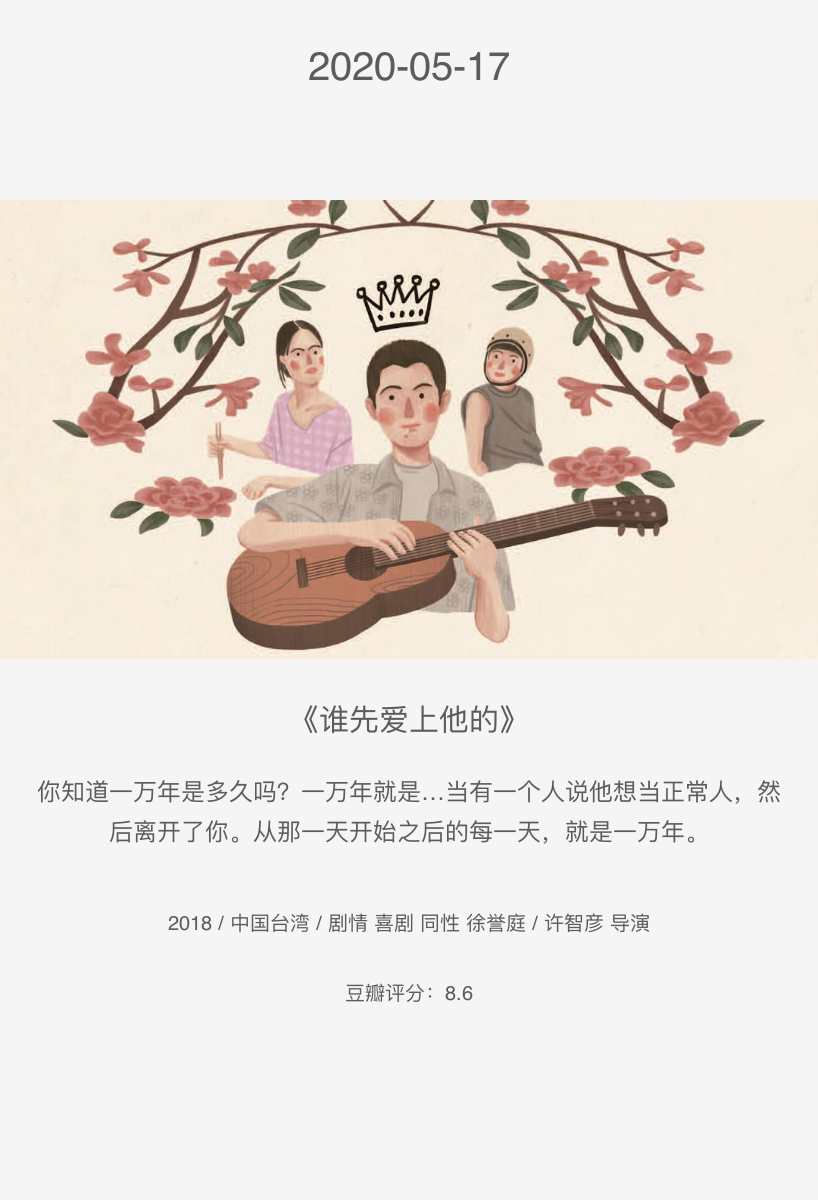 2020-05-17
《谁先爱上他的》
你知道一万年是多久吗？一万年就是…当有一个人说他想当正常人，然
后离开了你。从那一天开始之后的每一天，就是一万年。
2018 / 中国台湾 / 剧情 喜剧 同性 徐誉庭 / 许智彦 导演
豆瓣评分：8.6